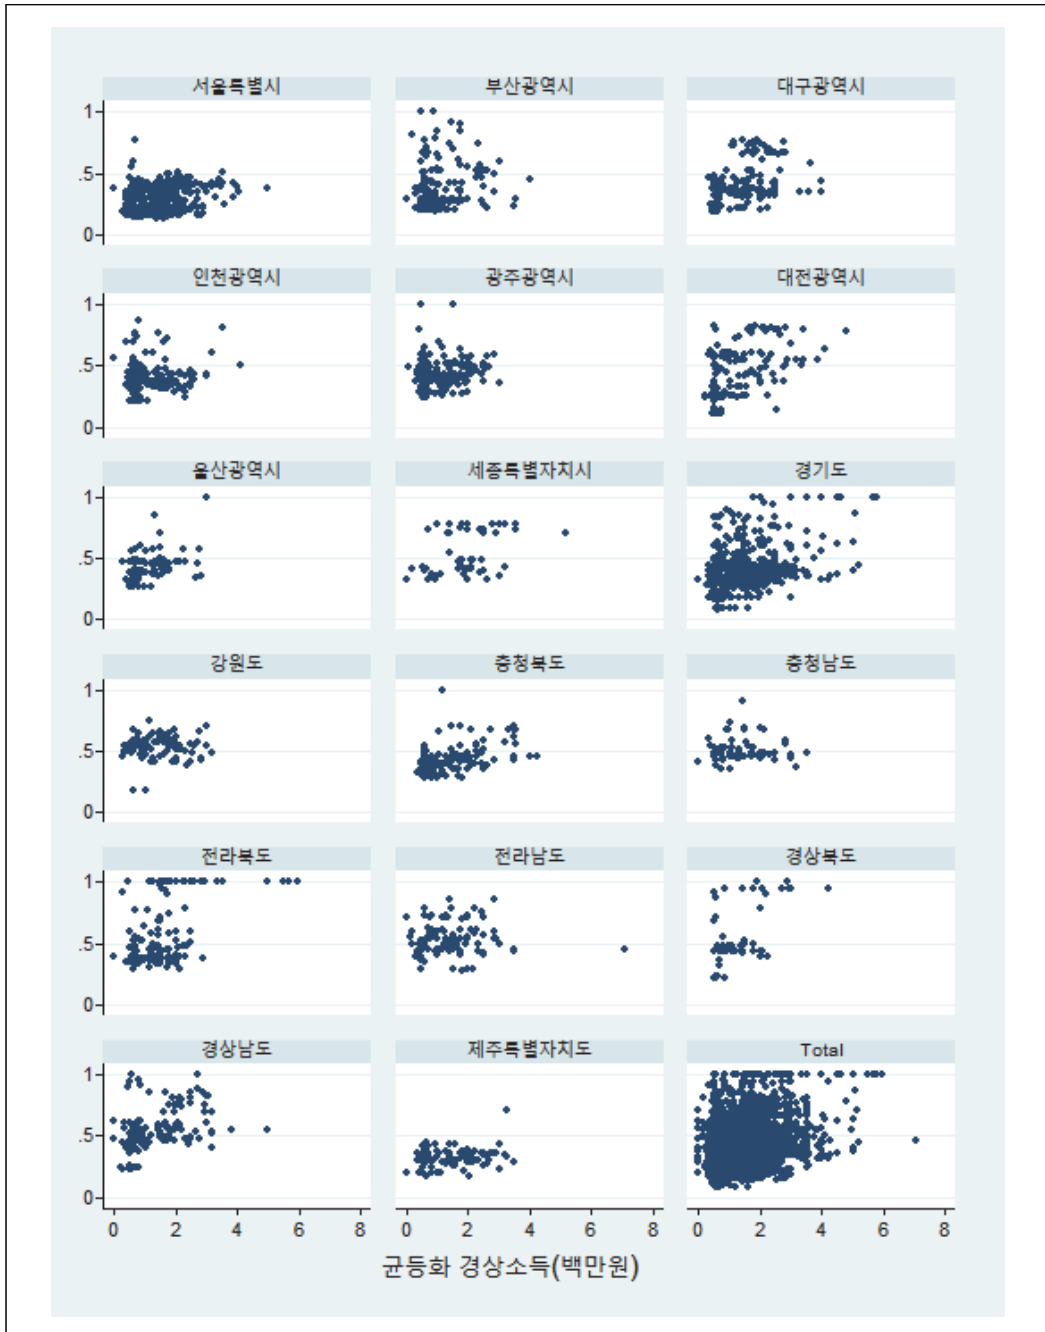 서울특별시 부산광역시 대구광역시
1
.5
0
인천광역시 광주광역시 대전광역시
1
.5
0
울산광역시 세종특별자치시 경기도
1
.5
0
강원도 충청북도 충청남도
1
.5
0
전라북도 전라남도 경상북도
1
.5
0
경상남도 제주특별자치도 Total
1
.5
0
0 2 4 6 8 0 2 4 6 8 0 2 4 6 8
균등화 경상소득(백만원)